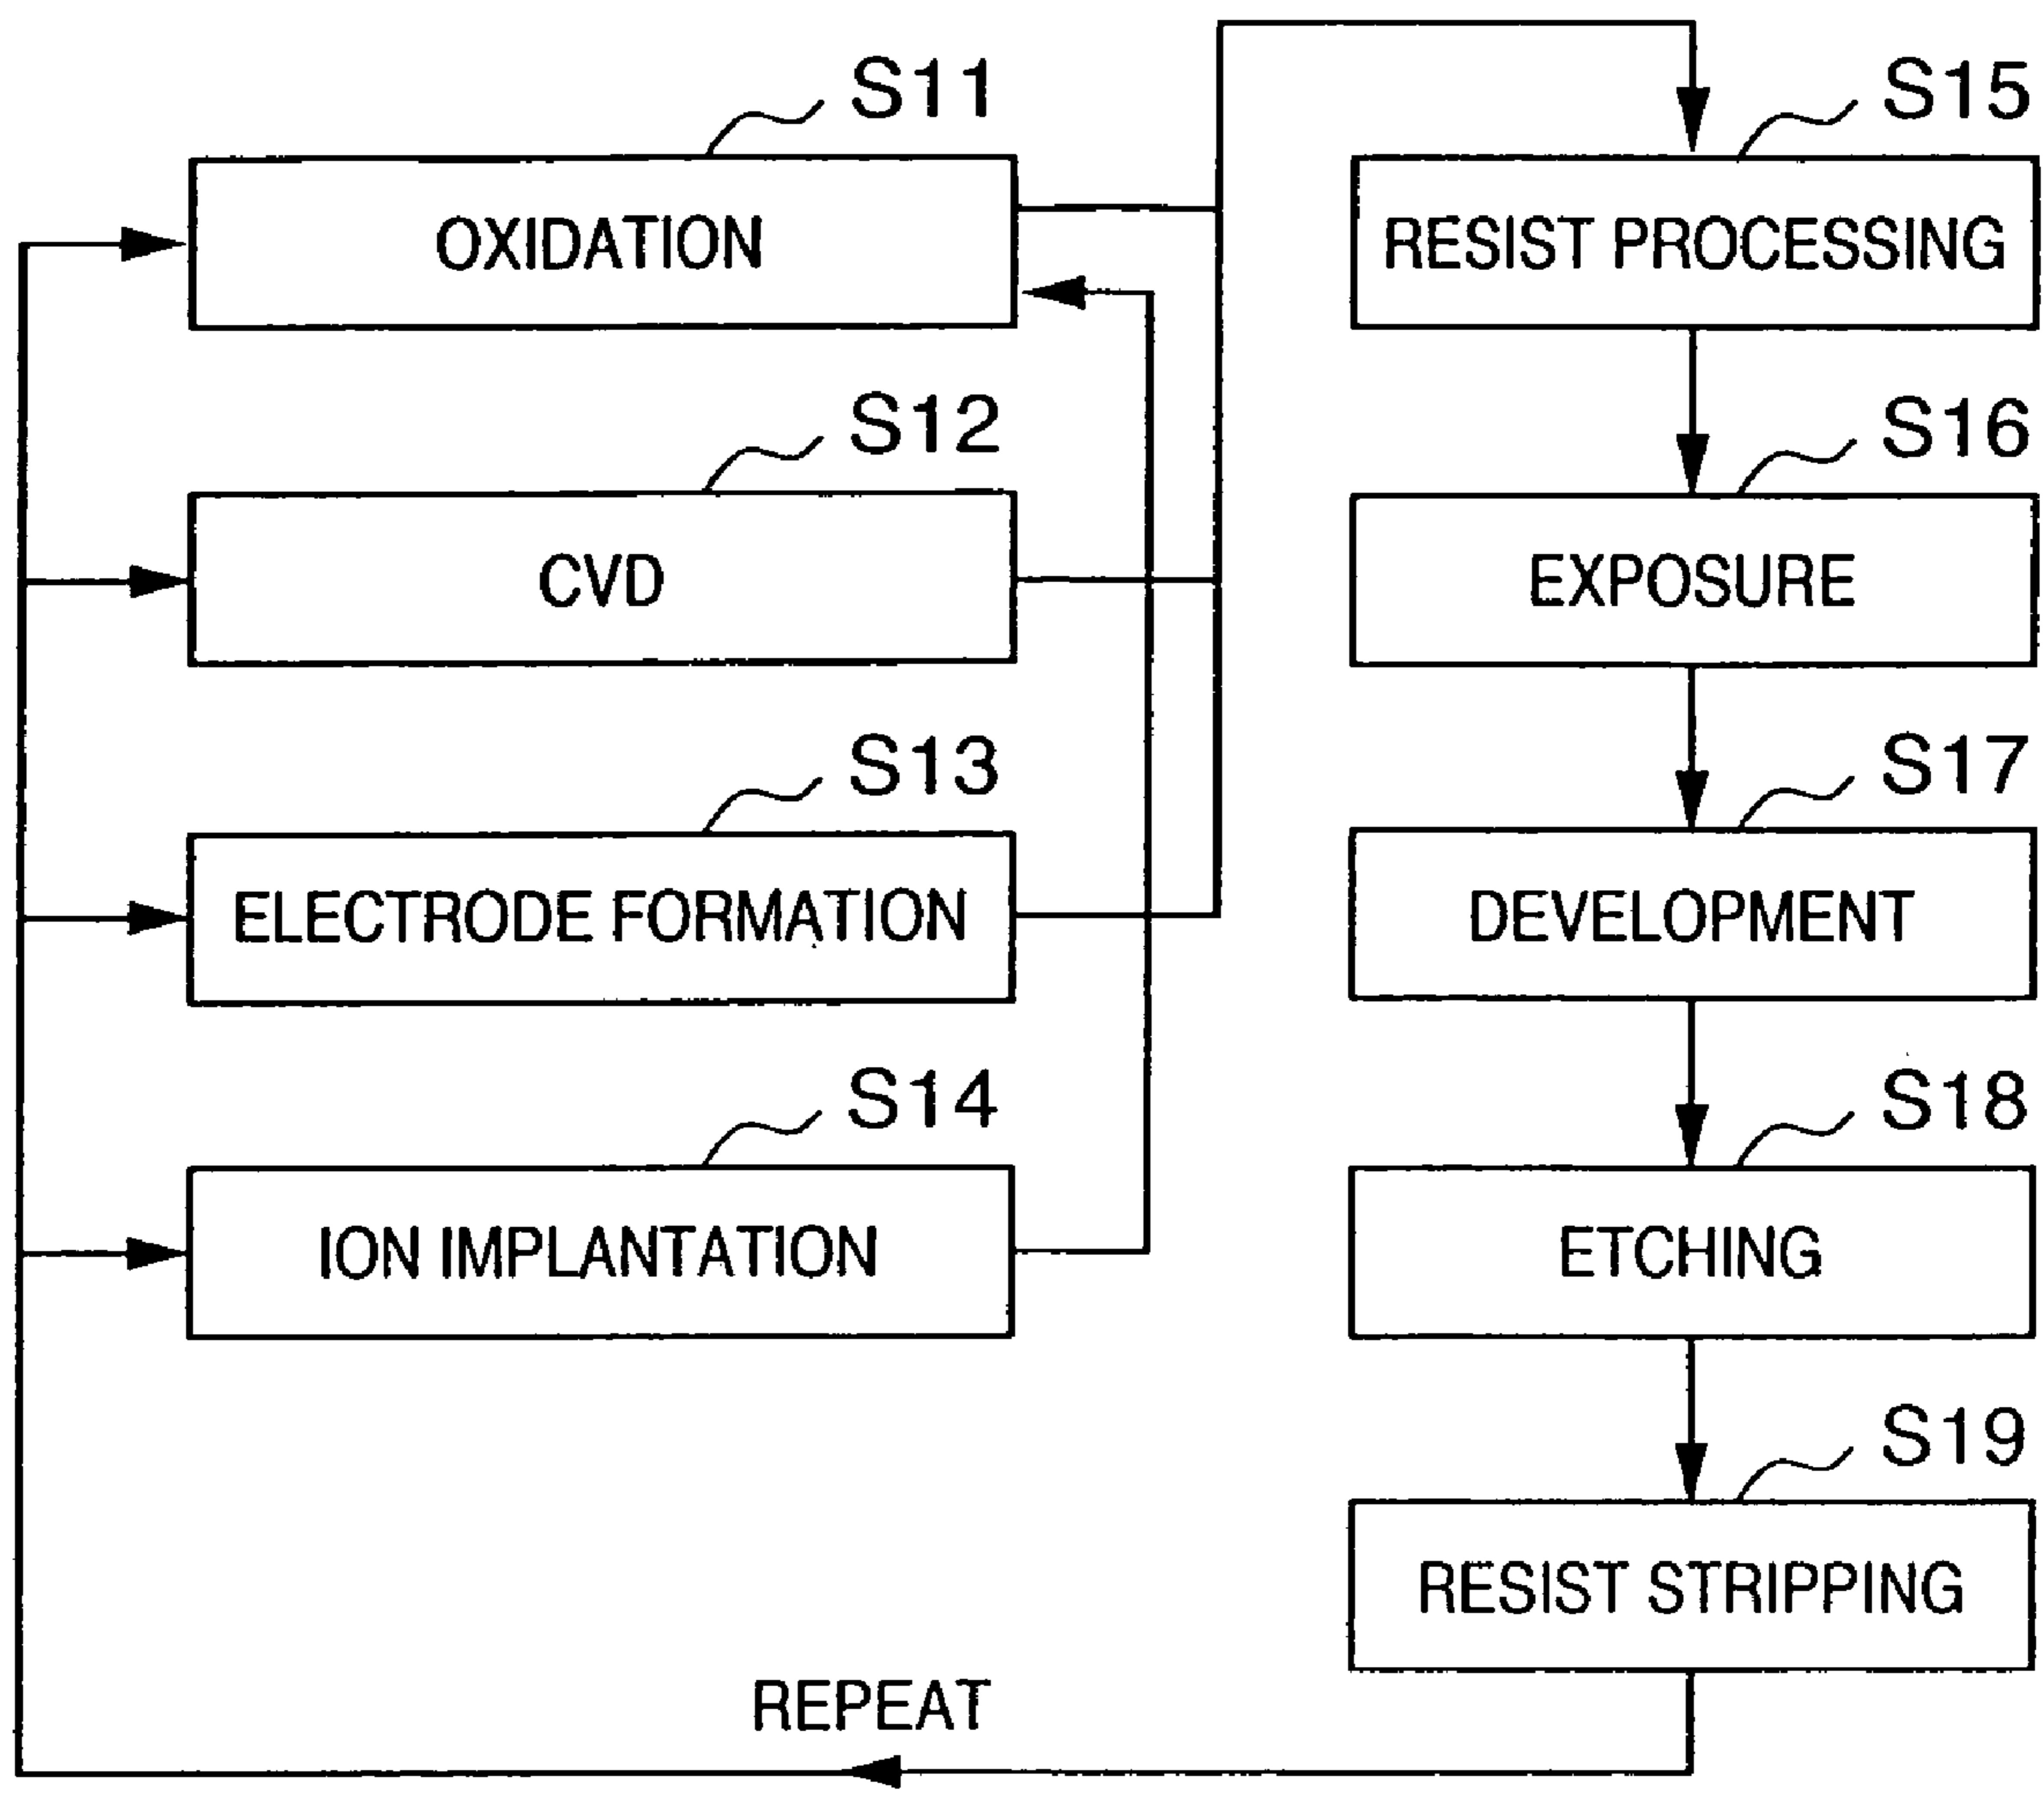 S11
OXIDATION
S12
CVD
S13
ELECTRODE FORMATION
S14
ION IMPLANTATION
S15
RESIST PROCESSING
S16
EXPOSURE
S17
DEVELOPMENT
S18
ETCHING
S19
RESIST STRIPPING
REPEAT